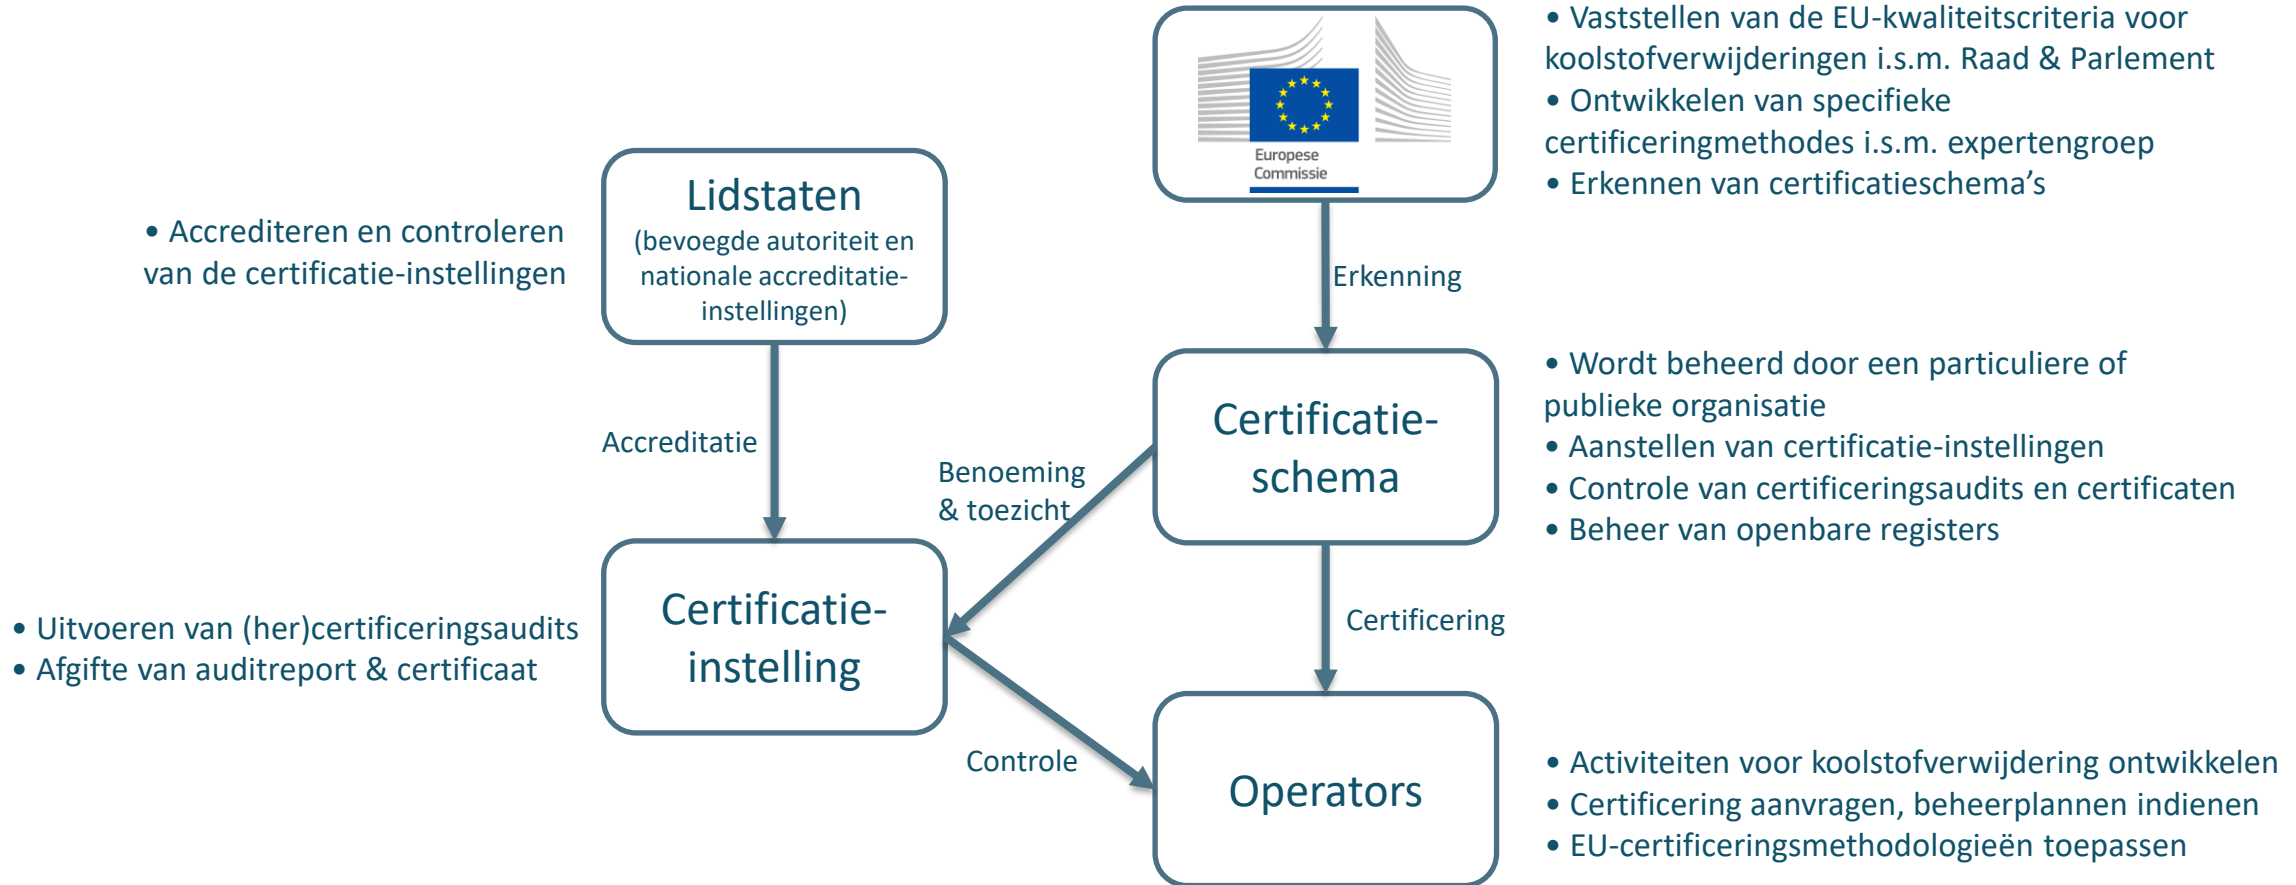 Europese
Commissie
• Vaststellen van de EU-kwaliteitscriteria voor
koolstofverwijderingen i.s.m. Raad & Parlement
• Ontwikkelen van specifieke
certificeringmethodes i.s.m. expertengroep
• Erkennen van certificatieschema’s
• Accrediteren en controleren
van de certificatie-instellingen
Lidstaten
(bevoegde autoriteit en
nationale accreditatie-
instellingen)
Erkenning
Accreditatie
Benoeming
& toezicht
Certificatie-
schema
• Wordt beheerd door een particuliere of
publieke organisatie
• Aanstellen van certificatie-instellingen
• Controle van certificeringsaudits en certificaten
• Beheer van openbare registers
• Uitvoeren van (her)certificeringsaudits
• Afgifte van auditreport & certificaat
Certificatie-
instelling
Certificering
Controle
Operators
• Activiteiten voor koolstofverwijdering ontwikkelen
• Certificering aanvragen, beheerplannen indienen
• EU-certificeringsmethodologieën toepassen